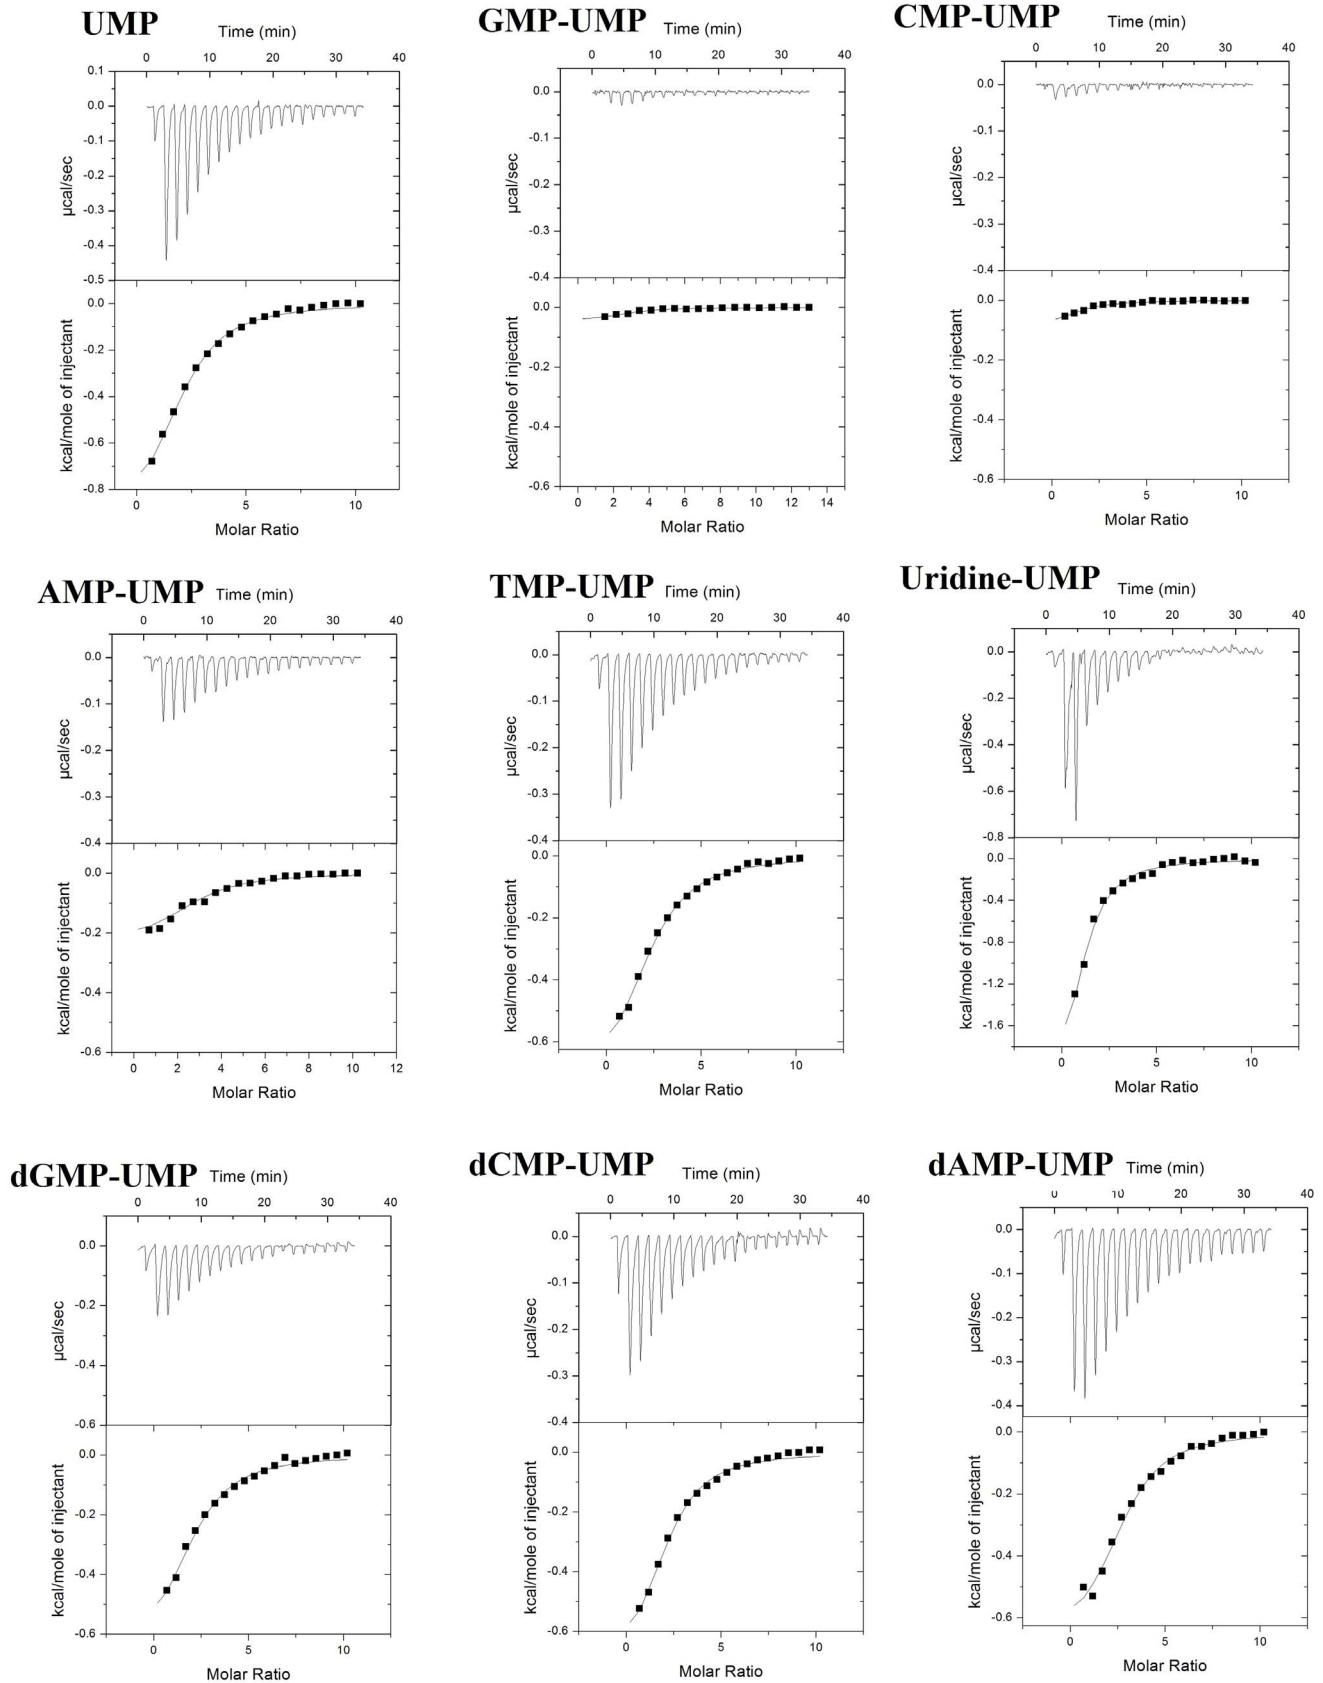 UMP
Time (min)
0 10 20 30 40
0.1
0.0
-0.1
-0.2
-0.3
-0.4
-0.5
µcal/sec
0.0
-0.2
-0.4
-0.6
-0.8
kcal/mole of injectant
0 5 10
Molar Ratio
GMP-UMP
Time (min)
0 10 20 30 40
0.0
-0.1
-0.2
-0.3
-0.4
µcal/sec
0.0
-0.2
-0.4
-0.6
kcal/mole of injectant
0 2 4 6 8 10 12 14
Molar Ratio
CMP-UMP
Time (min)
0 10 20 30 40
0.0
-0.1
-0.2
-0.3
-0.4
µcal/sec
0.0
-0.2
-0.4
-0.6
kcal/mole of injectant
0 5 10
Molar Ratio
AMP-UMP
Time (min)
0 10 20 30 40
0.0
-0.1
-0.2
-0.3
-0.4
µcal/sec
0.0
-0.2
-0.4
-0.6
kcal/mole of injectant
0 2 4 6 8 10 12
Molar Ratio
TMP-UMP
Time (min)
0 10 20 30 40
0.0
-0.1
-0.2
-0.3
-0.4
µcal/sec
0.0
-0.2
-0.4
-0.6
kcal/mole of injectant
0 5 10
Molar Ratio
Uridine-UMP
Time (min)
0 10 20 30 40
0.0
-0.2
-0.4
-0.6
-0.8
µcal/sec
0.0
-0.4
-0.8
-1.2
-1.6
kcal/mole of injectant
0 5 10
Molar Ratio
dGMP-UMP
Time (min)
0 10 20 30 40
0.0
-0.2
-0.4
-0.6
µcal/sec
0.0
-0.2
-0.4
-0.6
kcal/mole of injectant
0 5 10
Molar Ratio
dCMP-UMP
Time (min)
0 10 20 30 40
0.0
-0.1
-0.2
-0.3
-0.4
µcal/sec
0.0
-0.2
-0.4
-0.6
kcal/mole of injectant
0 5 10
Molar Ratio
dAMP-UMP
Time (min)
0 10 20 30 40
0.0
-0.1
-0.2
-0.3
-0.4
µcal/sec
0.0
-0.2
-0.4
-0.6
kcal/mole of injectant
0 5 10
Molar Ratio